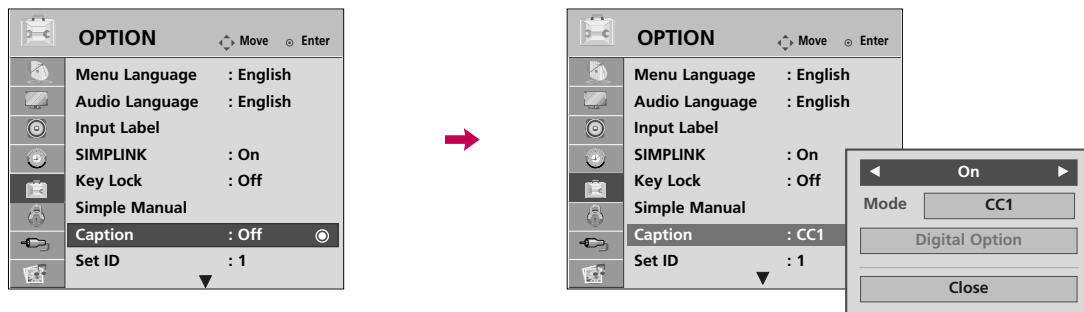 OPTION Move Enter
Menu Language : English
Audio Language : English
Input Label
SIMPLINK : On
Key Lock : Off
Simple Manual
Caption : Off
Set ID : 1
OPTION Move Enter
Menu Language : English
Audio Language : English
Input Label
SIMPLINK : On
Key Lock : Off
Simple Manual
Caption : CC1
Set ID : 1
On
Mode CC1
Digital Option
Close